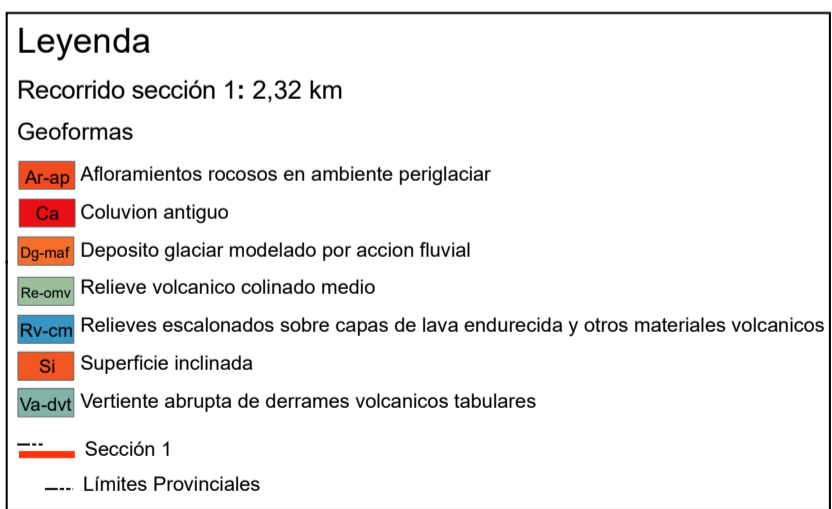 Leyenda
Recorrido sección 1: 2,32 km
Geoformas
Ar-ap Afloramientos rocosos en ambiente periglaciar
Ca Coluvion antiguo
Dg-maf Deposito glaciar modelado por accion fluvial
Re-omv Relieve volcanico colinado medio
Rv-cm Relieves escalonados sobre capas de lava endurecida y otros materiales volcanicos
Si Superficie inclinada
Va-dvt Vertiente abrupta de derrames volcanicos tabulares
Sección 1
Límites Provinciales